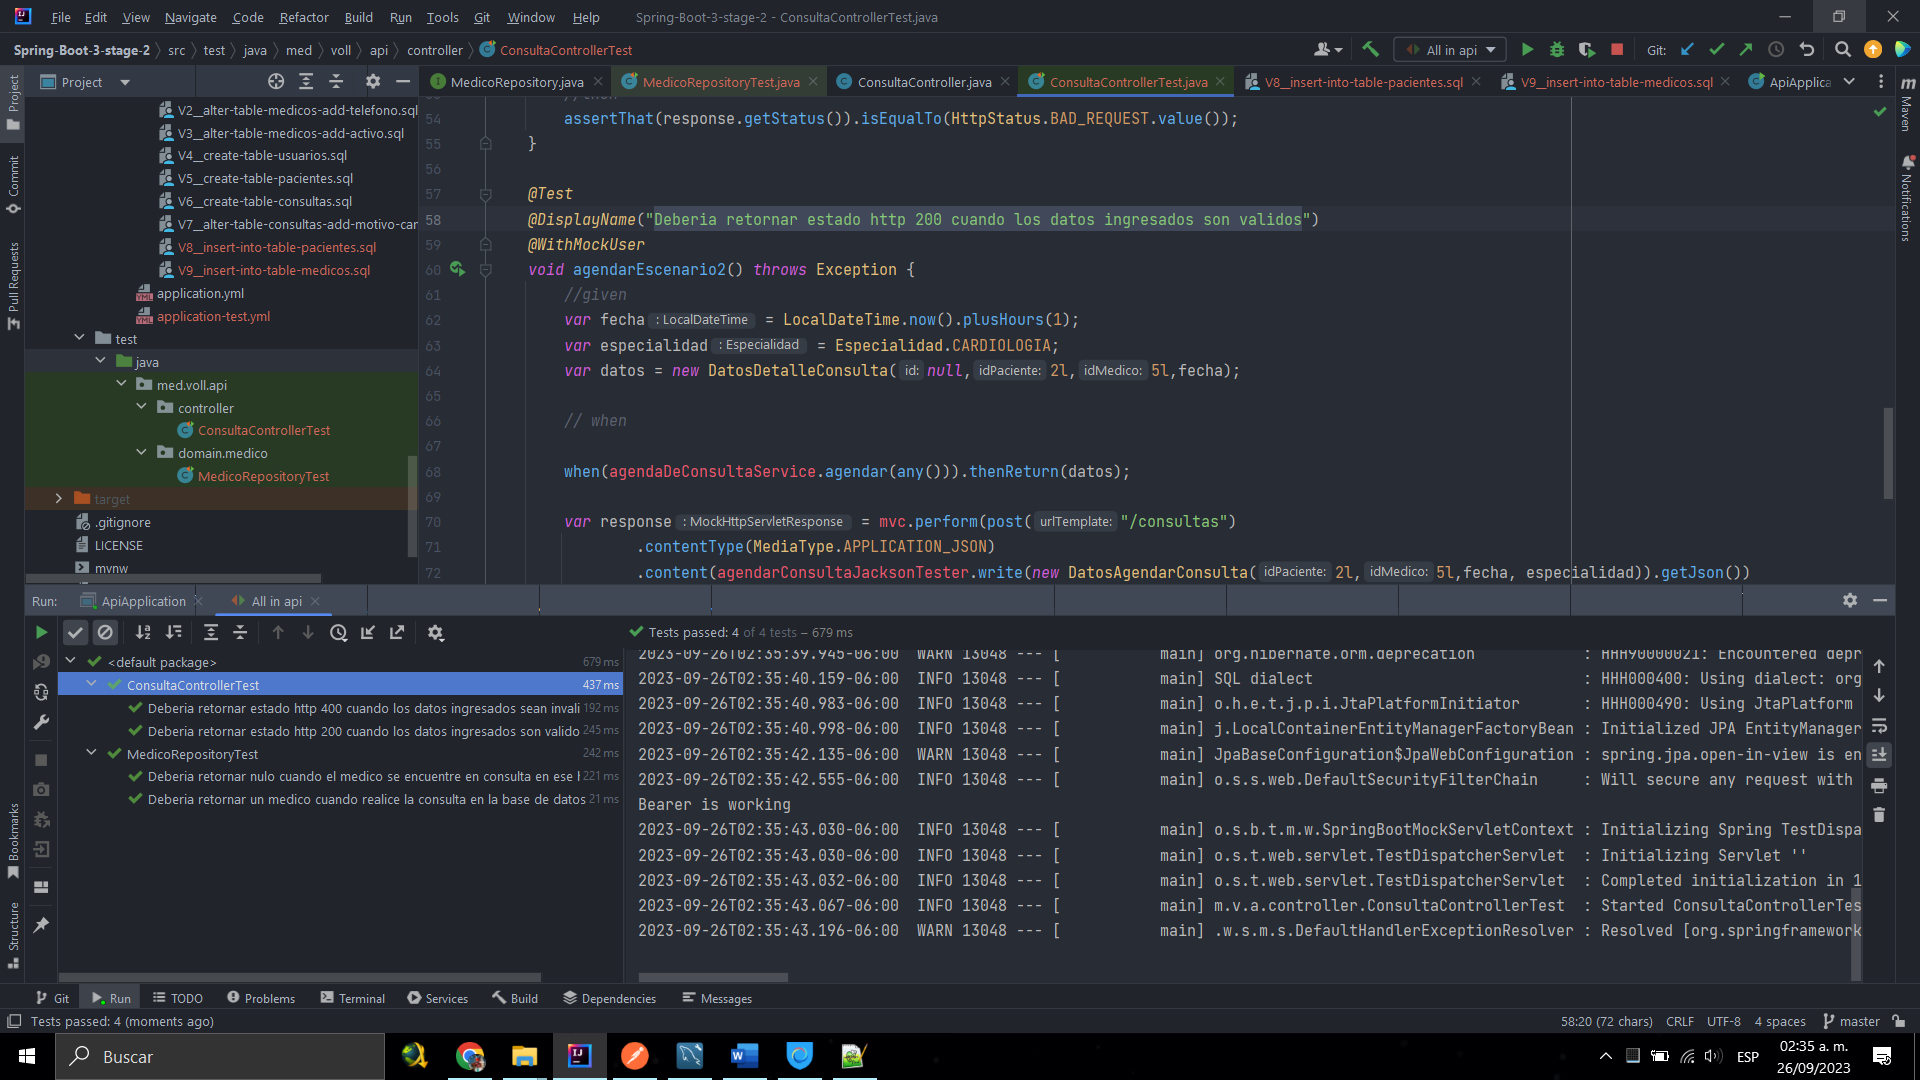 File Edit View Navigate Code Refactor Build Run Tools Git Window Help Spring-Boot-3-stage-2 - ConsultaControllerTest.java
Spring-Boot-3-stage-2 src test java med voll api controller ConsultaControllerTest
All in api
Git:
Project
MedicoRepository.java MedicoRepositoryTest.java ConsultaController.java ConsultaControllerTest.java V8__insert-into-table-pacientes.sql V9__insert-into-table-medicos.sql ApiApplica
Project
Commit
Pull Requests
Bookmarks
Structure
Maven
Notifications
V2__alter-table-medicos-add-telefono.sql
V3__alter-table-medicos-add-activo.sql
V4__create-table-usuarios.sql
V5__create-table-pacientes.sql
V6__create-table-consultas.sql
V7__alter-table-consultas-add-motivo-can
V8__insert-into-table-pacientes.sql
V9__insert-into-table-medicos.sql
application.yml
application-test.yml
test
java
med.voll.api
controller
ConsultaControllerTest
domain.medico
MedicoRepositoryTest
target
.gitignore
LICENSE
mvnw
54 assertThat(response.getStatus()).isEqualTo(HttpStatus.BAD_REQUEST.value());
55 }
56
57 @Test
58 @DisplayName("Deberia retornar estado http 200 cuando los datos ingresados son validos")
59 @WithMockUser
60 void agendarEscenario2() throws Exception {
61 //given
62 var fecha : LocalDateTime = LocalDateTime.now().plusHours(1);
63 var especialidad : Especialidad = Especialidad.CARDIOLOGIA;
64 var datos = new DatosDetalleConsulta( id: null, idPaciente: 2l, idMedico: 5l,fecha);
65
66 // when
67
68 when(agendaDeConsultaService.agendar(any())).thenReturn(datos);
69
70 var response : MockHttpServletResponse = mvc.perform(post( urlTemplate: "/consultas")
71 .contentType(MediaType.APPLICATION_JSON)
72 .content(agendarConsultaJacksonTester.write(new DatosAgendarConsulta( idPaciente: 2l, idMedico: 5l,fecha, especialidad)).getJson())
Run: ApiApplication All in api
Tests passed: 4 of 4 tests – 679 ms
<default package> 679 ms
ConsultaControllerTest 437 ms
Deberia retornar estado http 400 cuando los datos ingresados sean invali 192 ms
Deberia retornar estado http 200 cuando los datos ingresados son valido 245 ms
MedicoRepositoryTest 242 ms
Deberia retornar nulo cuando el medico se encuentre en consulta en ese 221 ms
Deberia retornar un medico cuando realice la consulta en la base de datos 21 ms
2023-09-26T02:35:39.945-06:00 WARN 13048 --- [ main] org.hibernate.orm.deprecation : HHH90000021: Encountered depr
2023-09-26T02:35:40.159-06:00 INFO 13048 --- [ main] SQL dialect : HHH000400: Using dialect: org
2023-09-26T02:35:40.983-06:00 INFO 13048 --- [ main] o.h.e.t.j.p.i.JtaPlatformInitiator : HHH000490: Using JtaPlatform
2023-09-26T02:35:40.998-06:00 INFO 13048 --- [ main] j.LocalContainerEntityManagerFactoryBean : Initialized JPA EntityManager
2023-09-26T02:35:42.135-06:00 WARN 13048 --- [ main] JpaBaseConfiguration$JpaWebConfiguration : spring.jpa.open-in-view is en
2023-09-26T02:35:42.555-06:00 INFO 13048 --- [ main] o.s.s.web.DefaultSecurityFilterChain : Will secure any request with
Bearer is working
2023-09-26T02:35:43.030-06:00 INFO 13048 --- [ main] o.s.b.t.m.w.SpringBootMockServletContext : Initializing Spring TestDispa
2023-09-26T02:35:43.030-06:00 INFO 13048 --- [ main] o.s.t.web.servlet.TestDispatcherServlet : Initializing Servlet ''
2023-09-26T02:35:43.032-06:00 INFO 13048 --- [ main] o.s.t.web.servlet.TestDispatcherServlet : Completed initialization in 1
2023-09-26T02:35:43.067-06:00 INFO 13048 --- [ main] m.v.a.controller.ConsultaControllerTest : Started ConsultaControllerTes
2023-09-26T02:35:43.196-06:00 WARN 13048 --- [ main] .w.s.m.s.DefaultHandlerExceptionResolver : Resolved [org.springframework
Git Run TODO Problems Terminal Services Build Dependencies Messages
Tests passed: 4 (moments ago) 58:20 (72 chars) CRLF UTF-8 4 spaces master
Buscar ESP
02:35 a. m.
26/09/2023